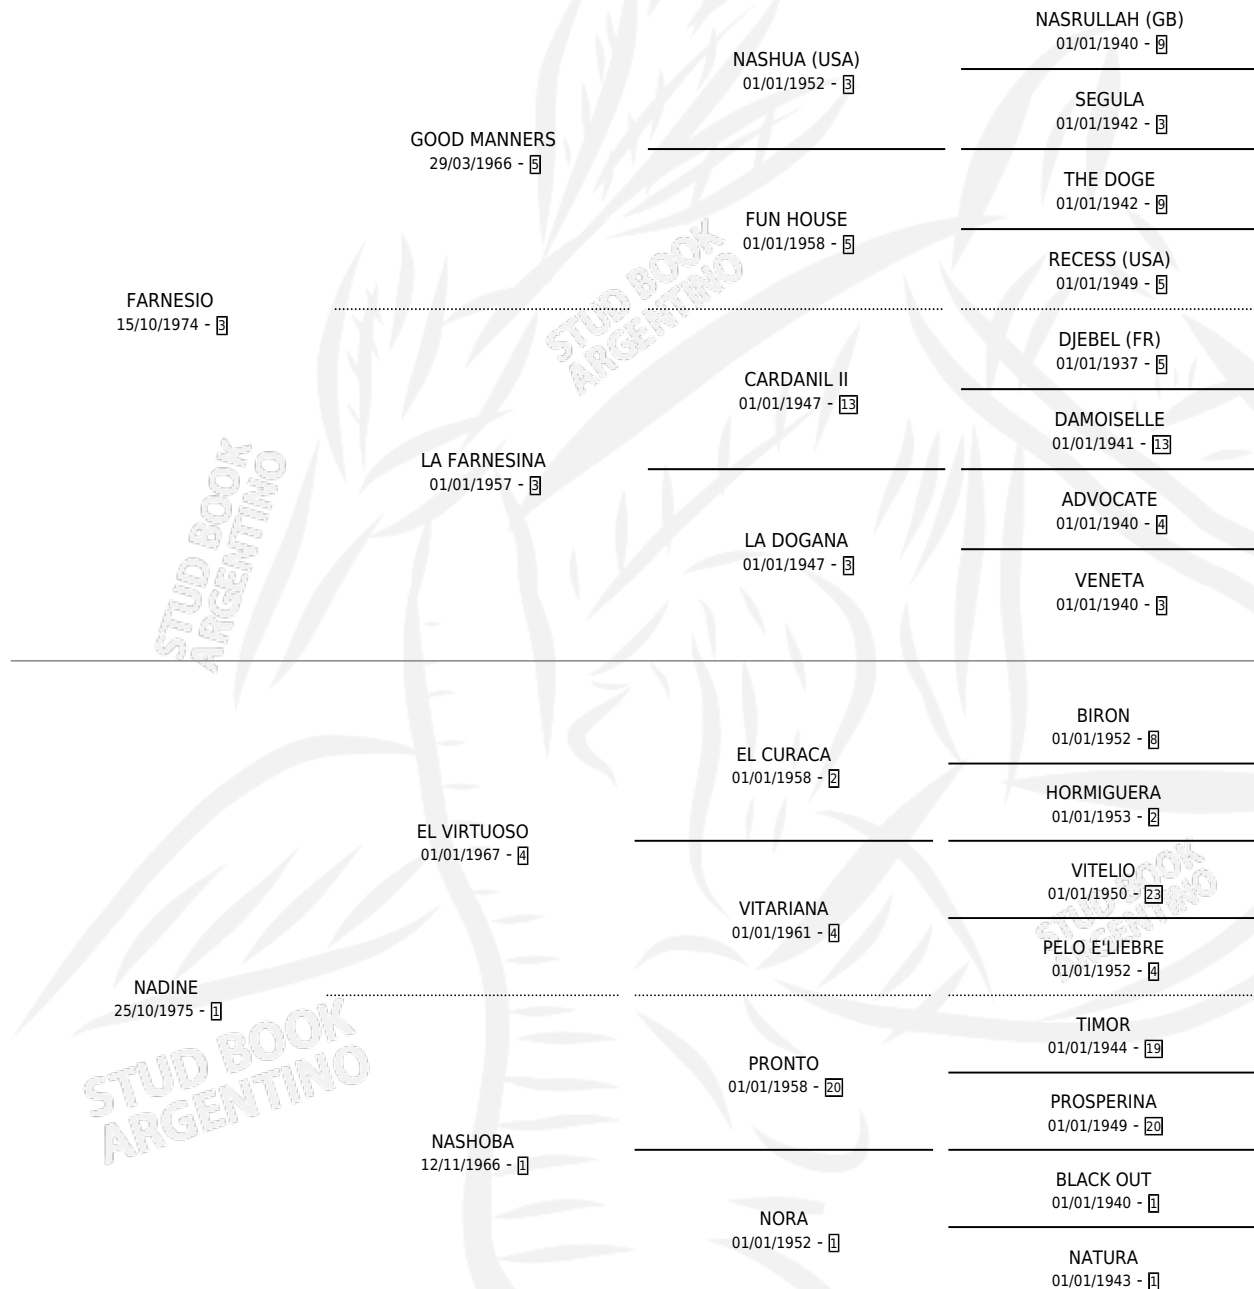 NASRULLAH (GB)
01/01/1940 - 9
NASHUA (USA)
01/01/1952 - 3
SEGULA
01/01/1942 - 3
GOOD MANNERS
29/03/1966 - 5
THE DOGE
01/01/1942 - 9
FUN HOUSE
01/01/1958 - 5
RECESS (USA)
01/01/1949 - 5
FARNESIO
15/10/1974 - 3
DJEBEL (FR)
01/01/1937 - 5
CARDANIL II
01/01/1947 - 13
DAMOISELLE
01/01/1941 - 13
LA FARNESINA
01/01/1957 - 3
ADVOCATE
01/01/1940 - 4
LA DOGANA
01/01/1947 - 3
VENETA
01/01/1940 - 3
BIRON
01/01/1952 - 8
EL CURACA
01/01/1958 - 2
HORMIGUERA
01/01/1953 - 2
EL VIRTUOSO
01/01/1967 - 4
VITELIO
01/01/1950 - 23
VITARIANA
01/01/1961 - 4
PELO E'LIEBRE
01/01/1952 - 4
NADINE
25/10/1975 - 1
TIMOR
01/01/1944 - 19
PRONTO
01/01/1958 - 20
PROSPERINA
01/01/1949 - 20
NASHOBA
12/11/1966 - 1
BLACK OUT
01/01/1940 - 1
NORA
01/01/1952 - 1
NATURA
01/01/1943 - 1
STUD BOOK
ARGENTINO
STUD BOOK
ARGENTINO
STUD BOOK
ARGENTINO
STUD BOOK
ARGENTINO